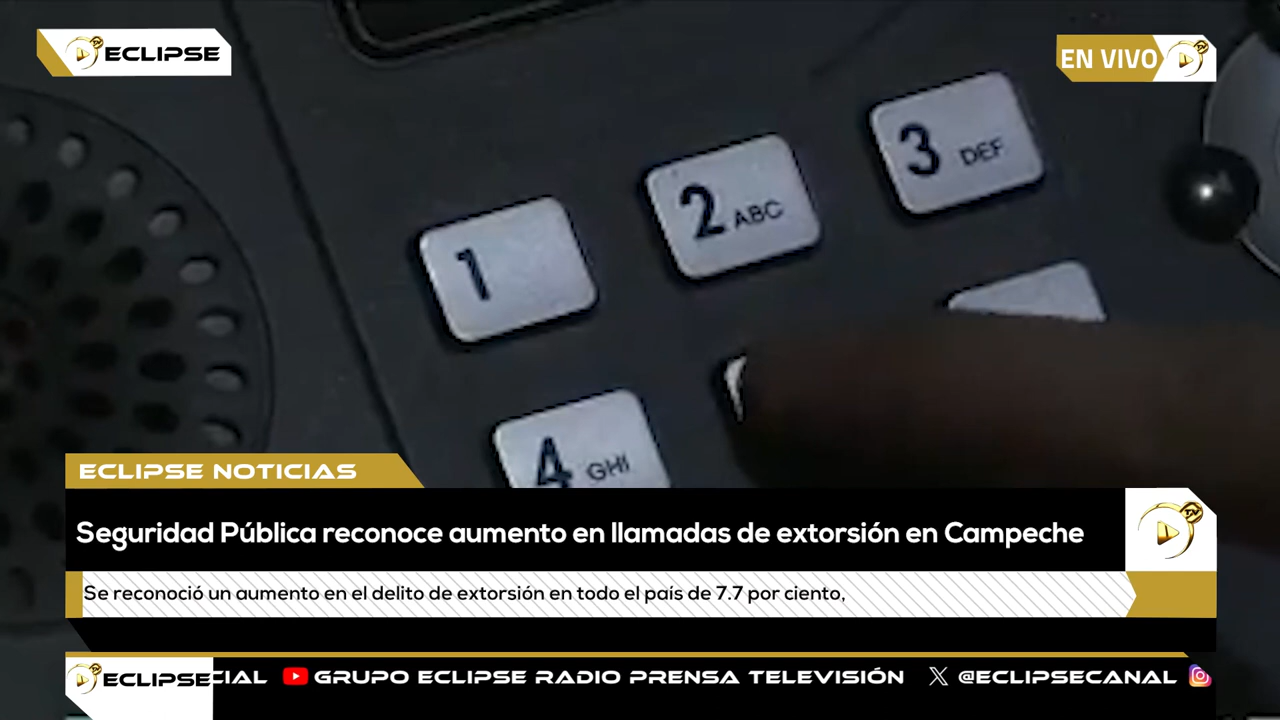 ECLIPSE
EN VIVO
1
2 ABC
3 DEF
4 GHI
ECLIPSE NOTICIAS
Seguridad Pública reconoce aumento en llamadas de extorsión en Campeche
Se reconoció un aumento en el delito de extorsión en todo el país de 7.7 por ciento,
ECLIPSE CIAL GRUPO ECLIPSE RADIO PRENSA TELEVISIÓN @ECLIPSECANAL